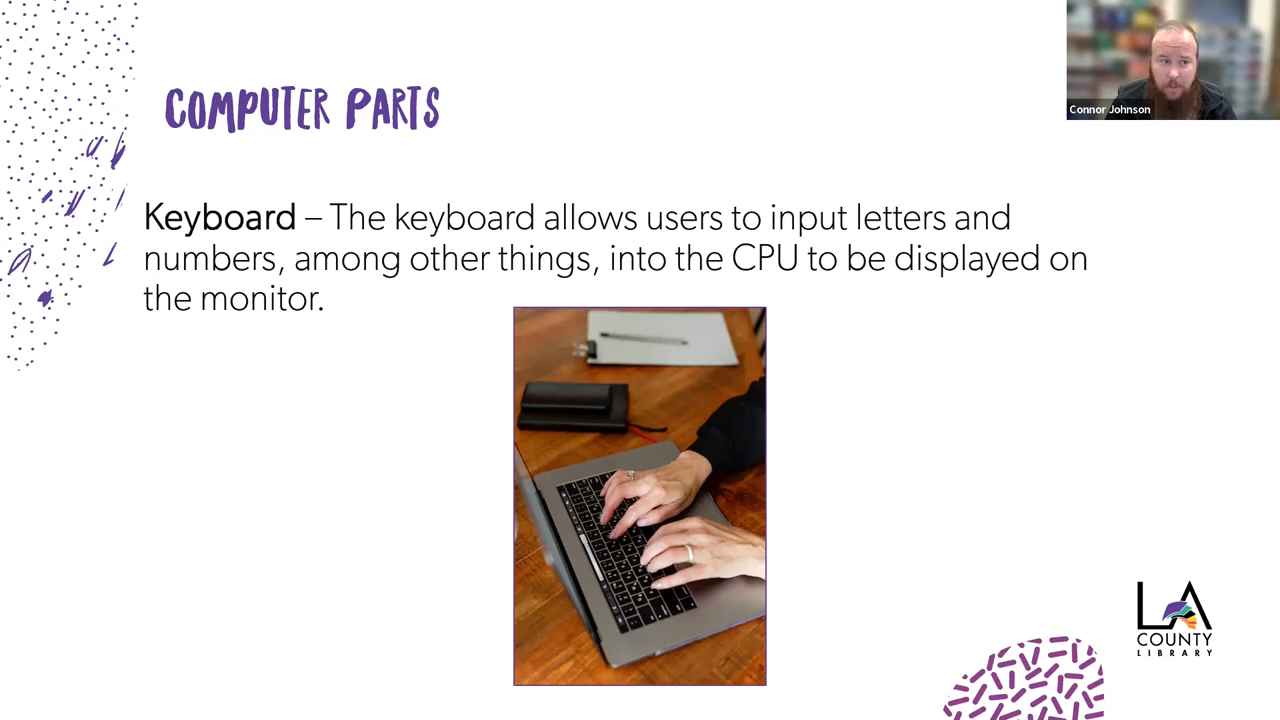 COMPUTER PARTS
Connor Johnson
Keyboard – The keyboard allows users to input letters and
numbers, among other things, into the CPU to be displayed on
the monitor.
LA
COUNTY
LIBRARY